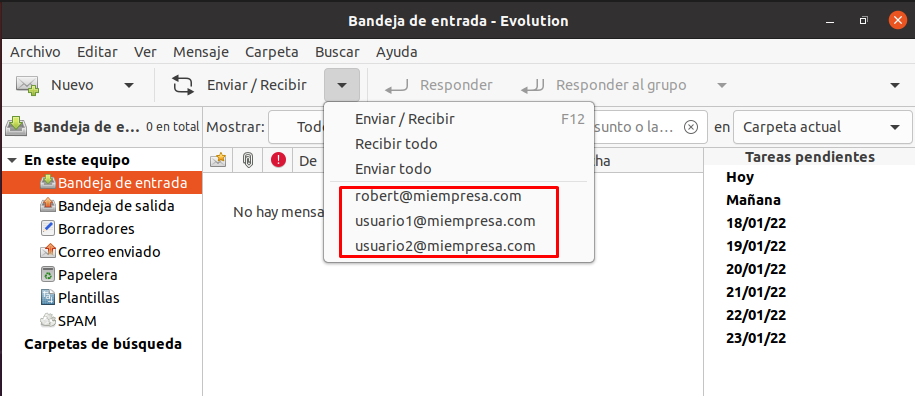 Bandeja de entrada - Evolution
Archivo Editar Ver Mensaje Carpeta Buscar Ayuda
Nuevo Enviar / Recibir Responder Responder al grupo
Bandeja de e... 0 en total Mostrar: Todo sunto o la... en Carpeta actual
Enviar / Recibir F12
Recibir todo
Enviar todo
robert@miempresa.com
usuario1@miempresa.com
usuario2@miempresa.com
En este equipo
Bandeja de entrada
Bandeja de salida
Borradores
Correo enviado
Papelera
Plantillas
SPAM
Carpetas de búsqueda
De ha
No hay mensa
Tareas pendientes
Hoy
Mañana
18/01/22
19/01/22
20/01/22
21/01/22
22/01/22
23/01/22